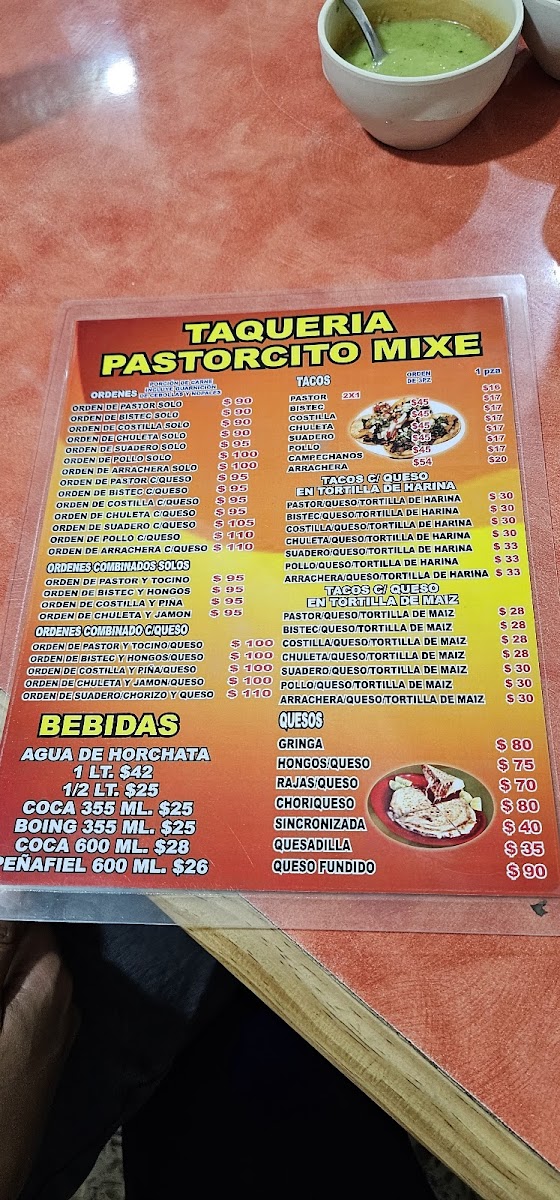 TAQUERIA
PASTORCITO MIXE
ORDENES
PORCIÓN DE CARNE
INCLUYE GUARNICIÓN
DE CEBOLLAS Y NOPALES
ORDEN DE PASTOR SOLO $ 90
ORDEN DE BISTEC SOLO $ 90
ORDEN DE COSTILLA SOLO $ 90
ORDEN DE CHULETA SOLO $ 90
ORDEN DE SUADERO SOLO $ 95
ORDEN DE POLLO SOLO $ 100
ORDEN DE ARRACHERA SOLO $ 100
ORDEN DE PASTOR C/QUESO $ 95
ORDEN DE BISTEC C/QUESO $ 95
ORDEN DE COSTILLA C/QUESO $ 95
ORDEN DE CHULETA C/QUESO $ 95
ORDEN DE SUADERO C/QUESO $ 105
ORDEN DE POLLO C/QUESO $ 110
ORDEN DE ARRACHERA C/QUESO $ 110
ORDENES COMBINADOS SOLOS
ORDEN DE PASTOR Y TOCINO $ 95
ORDEN DE BISTEC Y HONGOS $ 95
ORDEN DE COSTILLA Y PIÑA $ 95
ORDEN DE CHULETA Y JAMON $ 95
ORDENES COMBINADO C/QUESO
ORDEN DE PASTOR Y TOCINO/QUESO $ 100
ORDEN DE BISTEC Y HONGOS/QUESO $ 100
ORDEN DE COSTILLA Y PIÑA/QUESO $ 100
ORDEN DE CHULETA Y JAMON/QUESO $ 100
ORDEN DE SUADERO/CHORIZO Y QUESO $ 110
BEBIDAS
AGUA DE HORCHATA
1 LT. $42
1/2 LT. $25
COCA 355 ML. $25
BOING 355 ML. $25
COCA 600 ML. $28
PEÑAFIEL 600 ML. $26
TACOS
ORDEN
DE 3PZ
1 pza
PASTOR 2X1 $16
BISTEC $45 $17
COSTILLA $45 $17
CHULETA $45 $17
SUADERO $45 $17
POLLO $45 $17
CAMPECHANOS
ARRACHERA $54 $20
TACOS C/ QUESO
EN TORTILLA DE HARINA
PASTOR/QUESO/TORTILLA DE HARINA $ 30
BISTEC/QUESO/TORTILLA DE HARINA $ 30
COSTILLA/QUESO/TORTILLA DE HARINA $ 30
CHULETA/QUESO/TORTILLA DE HARINA $ 30
SUADERO/QUESO/TORTILLA DE HARINA $ 33
POLLO/QUESO/TORTILLA DE HARINA $ 33
ARRACHERA/QUESO/TORTILLA DE HARINA $ 33
TACOS C/ QUESO
EN TORTILLA DE MAIZ
PASTOR/QUESO/TORTILLA DE MAIZ $ 28
BISTEC/QUESO/TORTILLA DE MAIZ $ 28
COSTILLA/QUESO/TORTILLA DE MAIZ $ 28
CHULETA/QUESO/TORTILLA DE MAIZ $ 28
SUADERO/QUESO/TORTILLA DE MAIZ $ 30
POLLO/QUESO/TORTILLA DE MAIZ $ 30
ARRACHERA/QUESO/TORTILLA DE MAIZ $ 30
QUESOS
GRINGA $ 80
HONGOS/QUESO $ 75
RAJAS/QUESO $ 70
CHORIQUESO $ 80
SINCRONIZADA $ 40
QUESADILLA $ 35
QUESO FUNDIDO $ 90